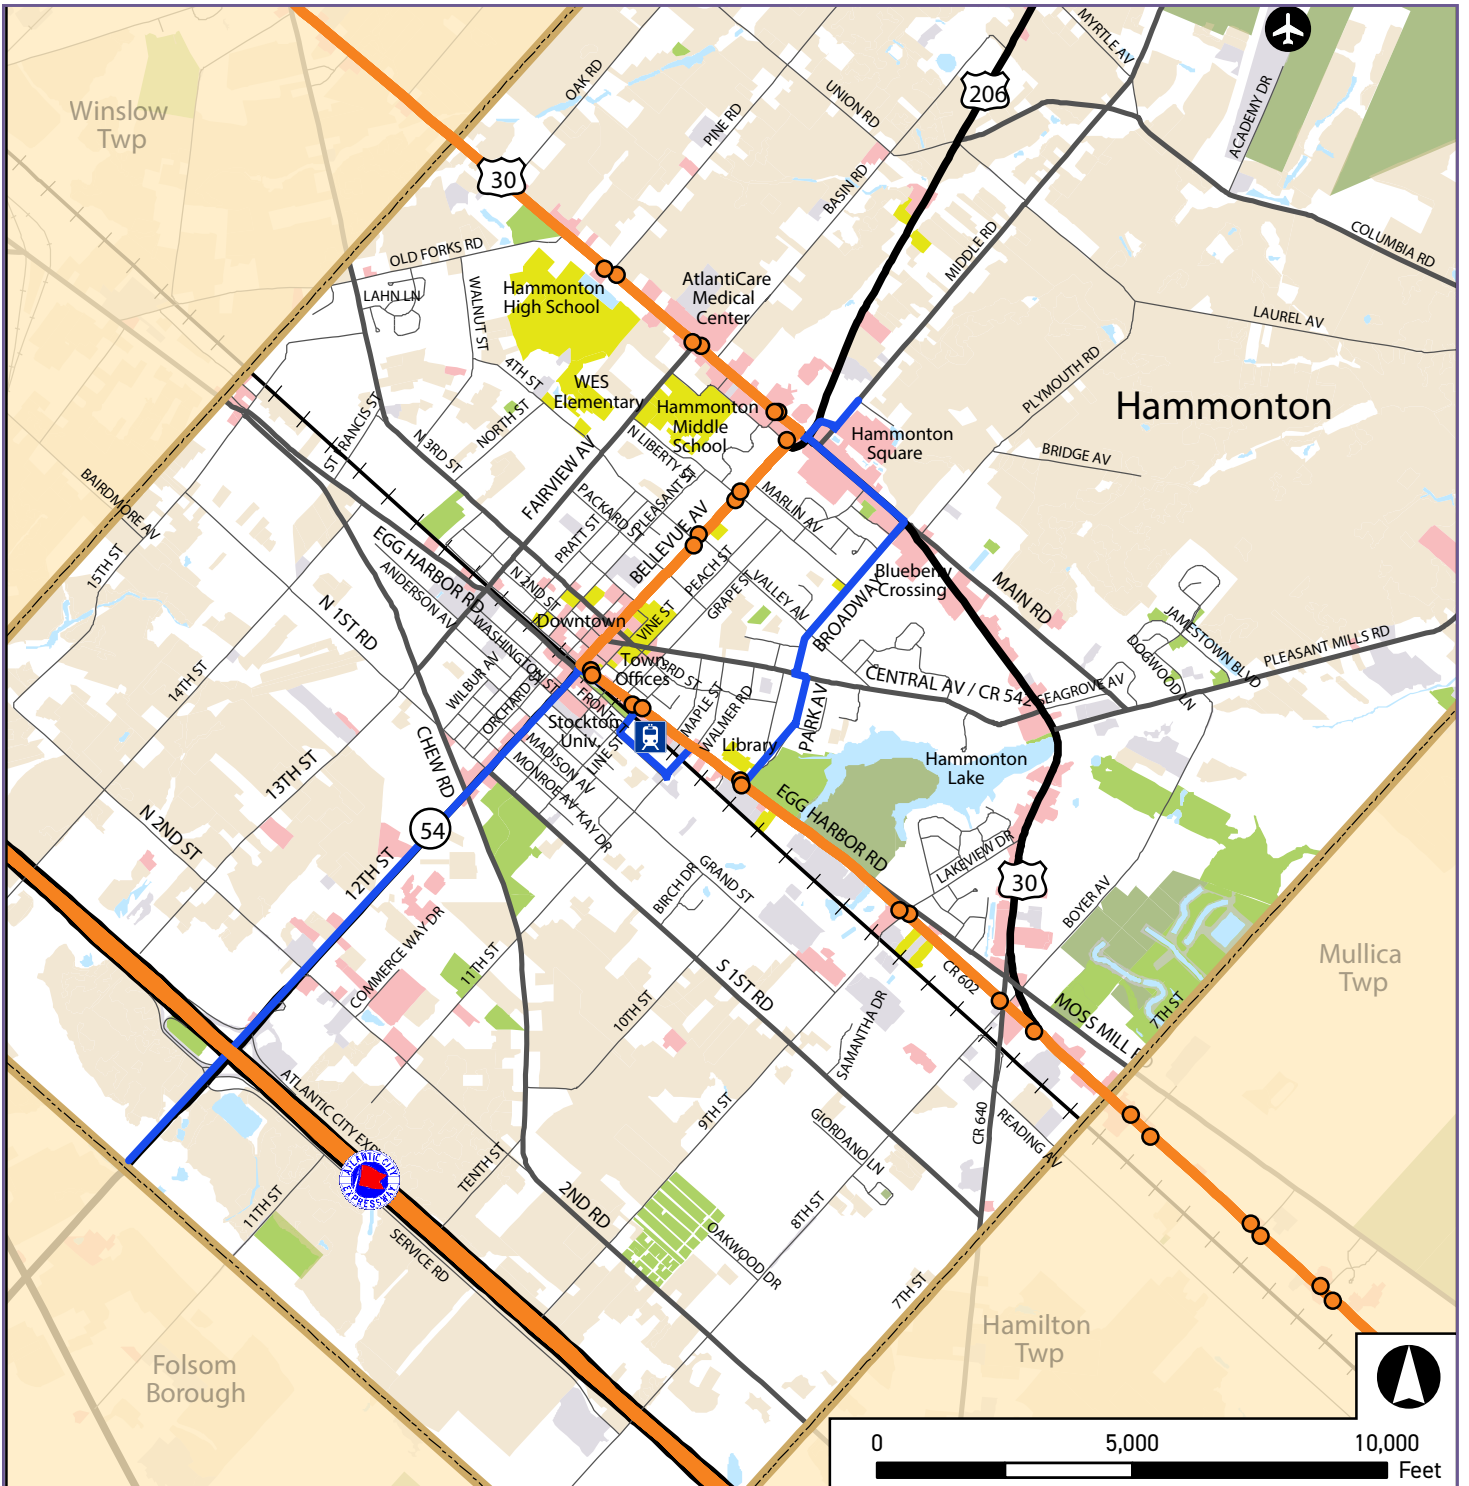 MYRTLE AV
206
OAK RD
UNION RD
ACADEMY DR
Winslow
Twp
PINE RD
30
BASIN RD
COLUMBIA RD
OLD FORKS RD
MIDDLE RD
LAHN LN
WALNUT ST
Hammonton
High School
AtlantiCare
Medical
Center
LAUREL AV
4TH ST
WES
Elementary
PLYMOUTH RD
Hammonton
ST FRANCIS ST
N 3RD ST
NORTH ST
FAIRVIEW AV
Hammonton
Middle
School
N LIBERTY ST
Hammonton
Square
BRIDGE AV
BAIRDMORE AV
15TH ST
PACKARD ST
PLEASANT ST
PRATT ST
BELLEVUE AV
MARLIN AV
EGG HARBOR RD
ANDERSON AV
N 2ND ST
PEACH ST
GRAPE ST
VALLEY AV
Blueberry
Crossing
MAIN RD
N 1ST RD
WASHINGTON ST
Downtown
VINE ST
BROADWAY
JAMESTOWN BLVD
DOGWOOD LN
PLEASANT MILLS RD
14TH ST
WILBUR AV
ORCHARD ST
Town
Offices
3RD ST
CENTRAL AV / CR 542
SEAGROVE AV
CHEW RD
FRONT
Stockton
Univ.
LINE ST
MAPLE ST
WALMER RD
Library
PARK AV
Hammonton
Lake
13TH ST
MADISON AV
MONROE AV
KAY DR
EGG HARBOR RD
N 2ND ST
54
12TH ST
GRAND ST
BIRCH DR
LAKEVIEW DR
30
BOYER AV
COMMERCE WAY DR
11TH ST
S 1ST RD
CR 602
Mullica
Twp
10TH ST
SAMANTHA DR
MOSS MILL R
7TH ST
ATLANTIC CITY EXP
ATLANTIC CITY
EXPRESSWAY
9TH ST
GIORDANO LN
CR 640
READING AV
TENTH ST
11TH ST
2ND RD
8TH ST
SERVICE RD
OAKWOOD DR
7TH ST
Hamilton
Twp
Folsom
Borough
0
5,000
10,000
Feet